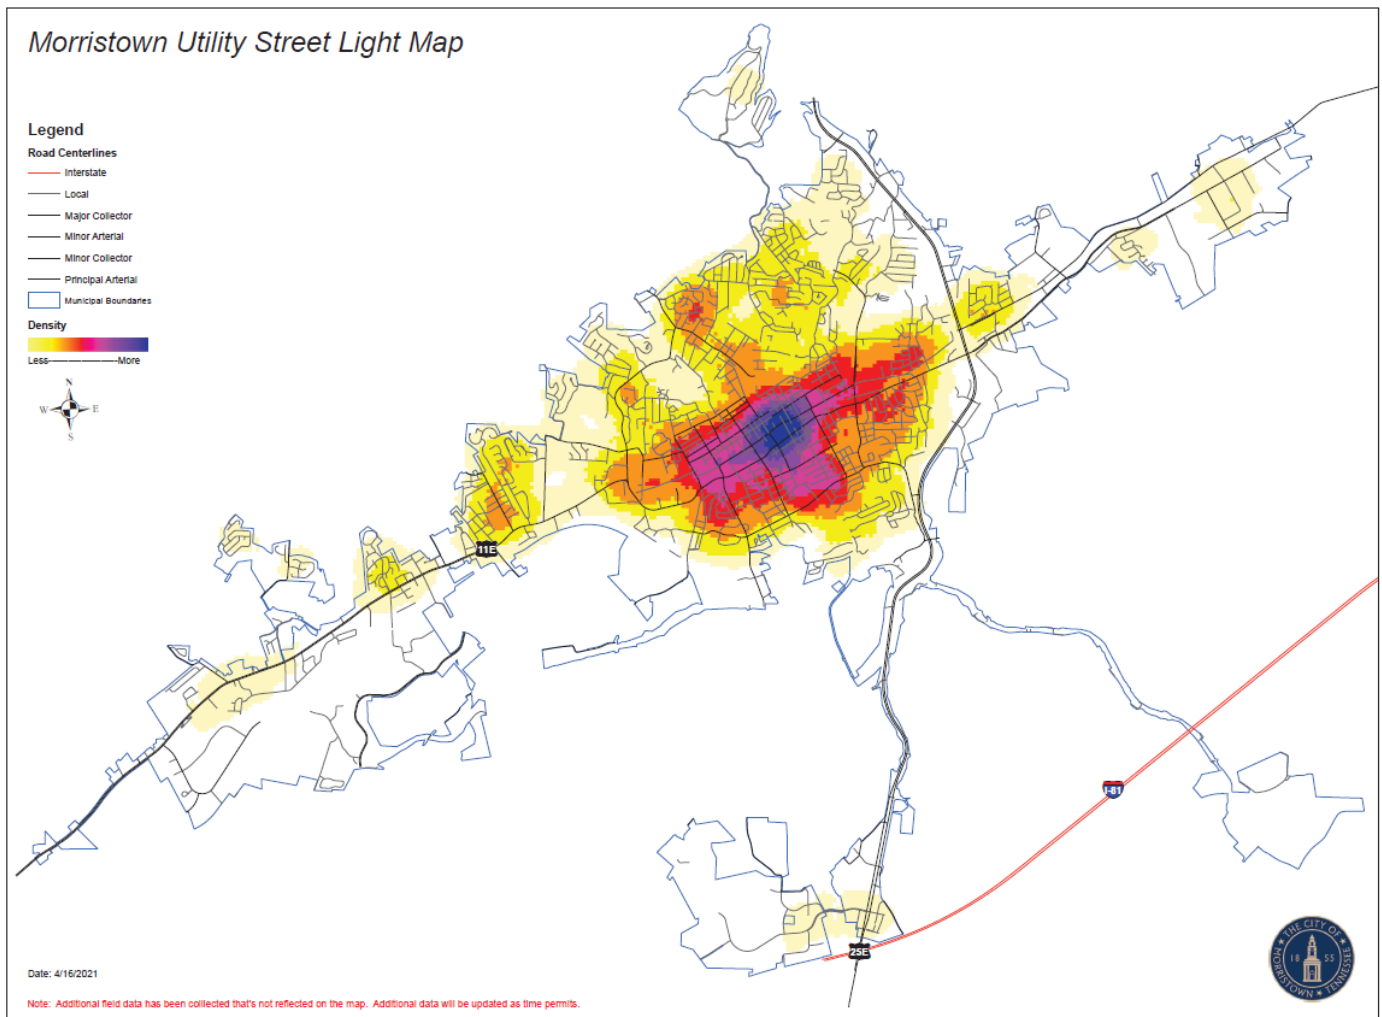 Morristown Utility Street Light Map
Legend
Road Centerlines
Interstate
Local
Major Collector
Minor Arterial
Minor Collector
Principal Arterial
Municipal Boundaries
Density
Less-----------------------More
N
W E
S
11E
I-81
25E
THE CITY OF
18 55
MORRISTOWN ★ TENNESSEE
Date: 4/16/2021
Note: Additional field data has been collected that's not reflected on the map. Additional data will be updated as time permits.